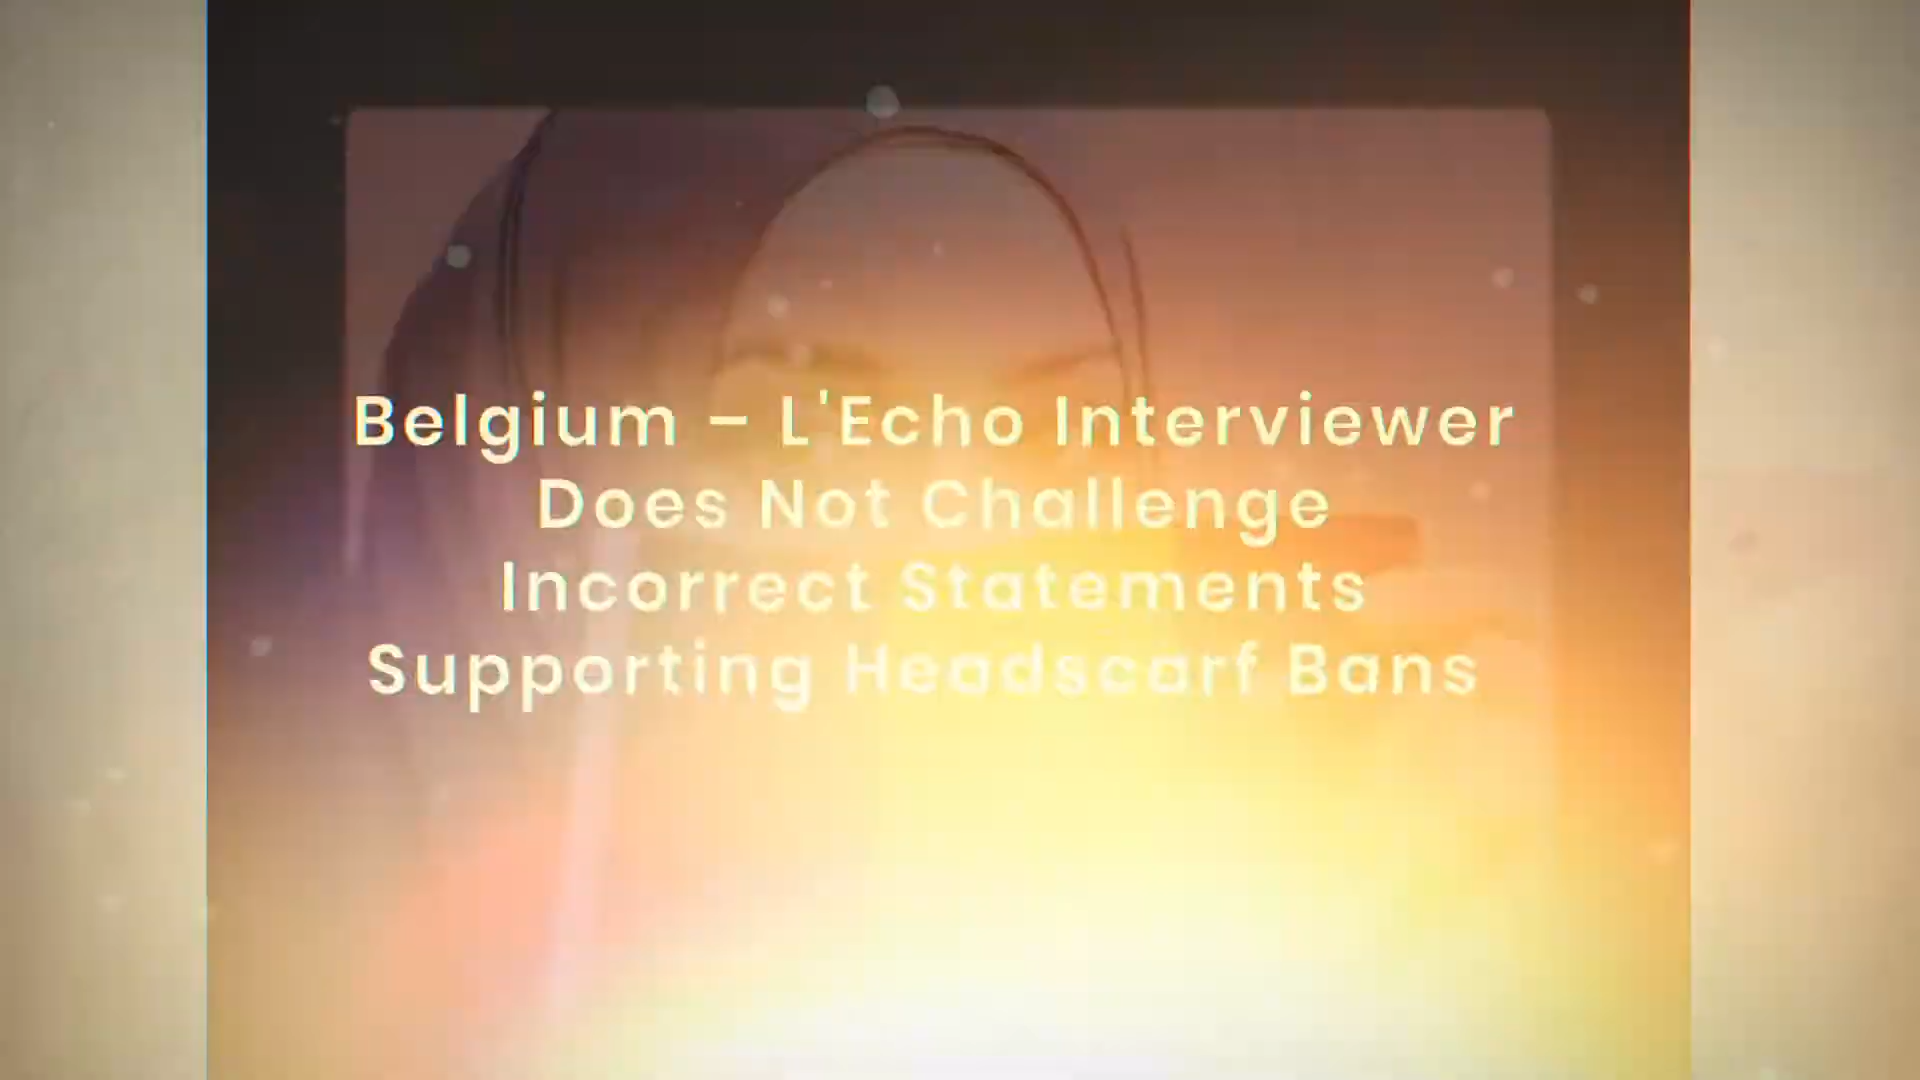 Belgium – L'Echo Interviewer
Does Not Challenge
Incorrect Statements
Supporting Headscarf Bans